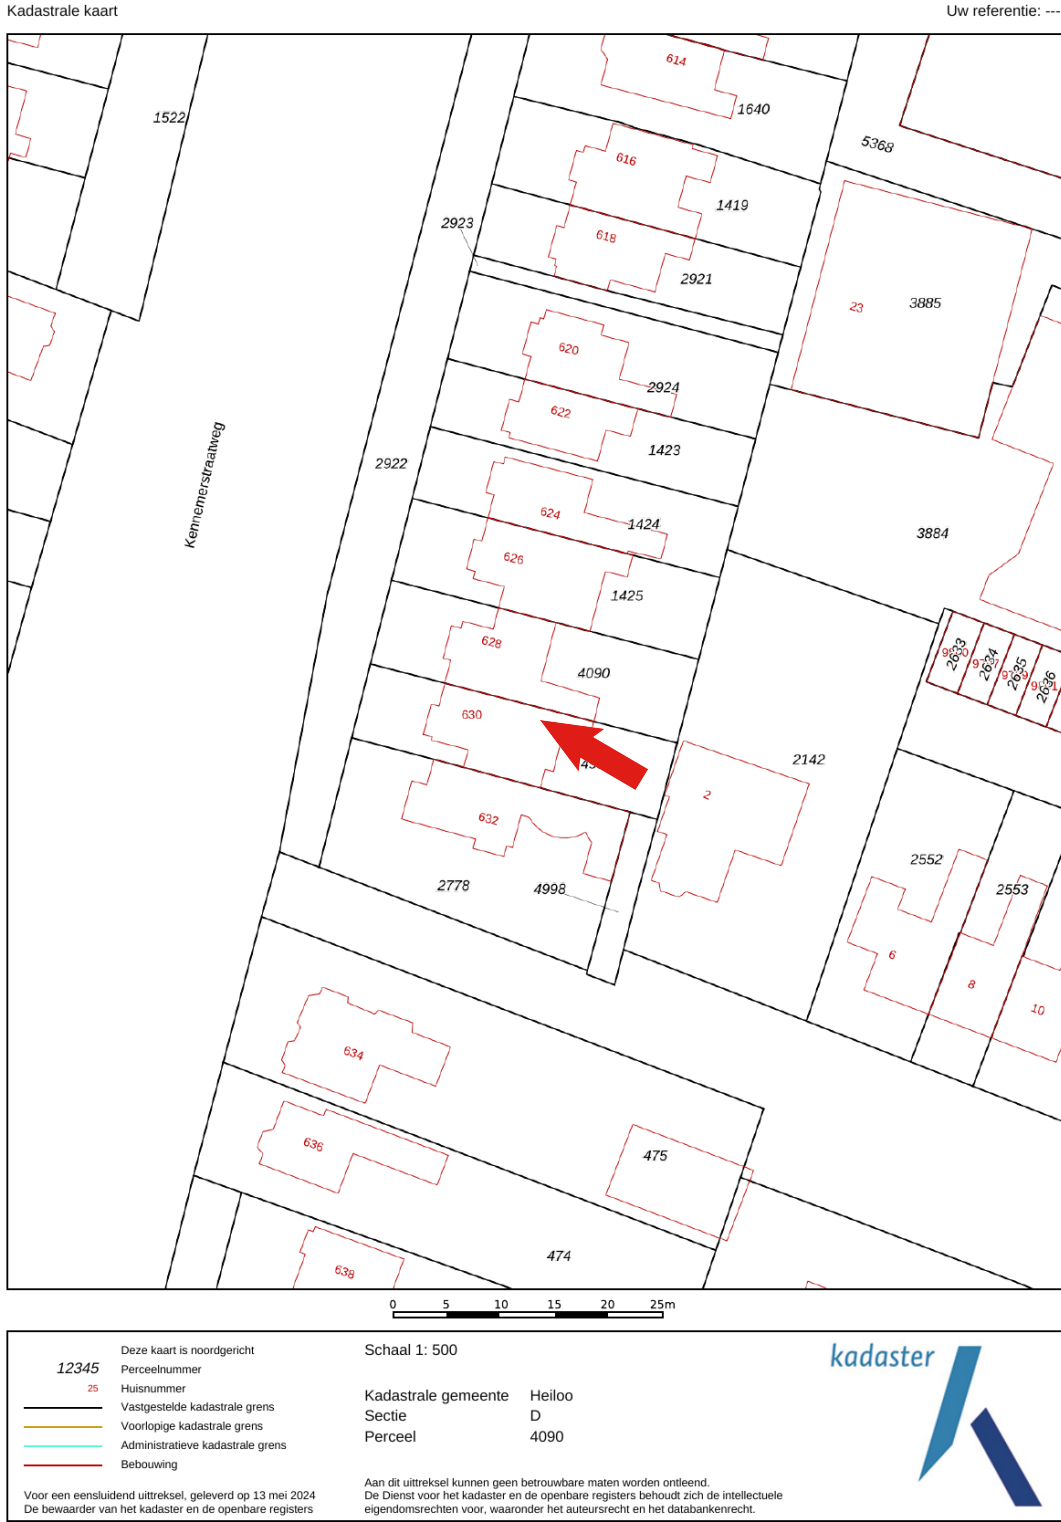 Kadastrale kaart
Uw referentie: ---
614
1640
1522
5368
616
1419
2923
618
2921
23
3885
620
2924
622
1423
2922
Kennemerstraatweg
624
1424
3884
626
1425
2633
2634
2635
2636
628
4090
630
2142
2
632
2552
2553
2778
4998
6
8
10
634
636
475
474
638
0 5 10 15 20 25m
Deze kaart is noordgericht
12345 Perceelnummer
25 Huisnummer
Vastgestelde kadastrale grens
Voorlopige kadastrale grens
Administratieve kadastrale grens
Bebouwing
Voor een eensluidend uittreksel, geleverd op 13 mei 2024
De bewaarder van het kadaster en de openbare registers
Schaal 1: 500
Kadastrale gemeente Heiloo
Sectie D
Perceel 4090
Aan dit uittreksel kunnen geen betrouwbare maten worden ontleend.
De Dienst voor het kadaster en de openbare registers behoudt zich de intellectuele
eigendomsrechten voor, waaronder het auteursrecht en het databankenrecht.
kadaster